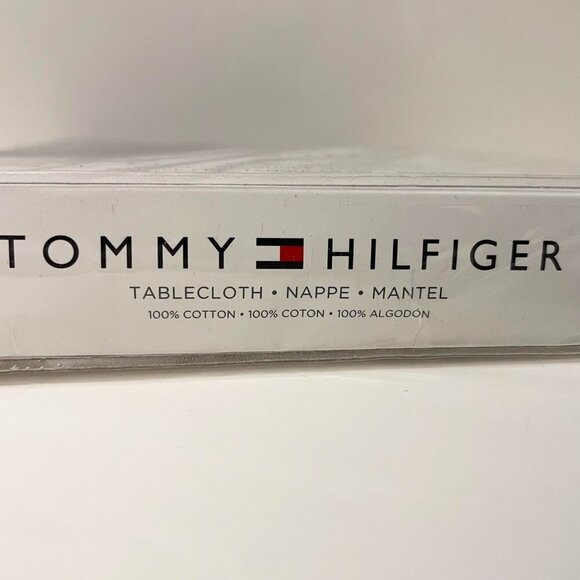 TOMMY HILFIGER
TABLECLOTH • NAPPE • MANTEL
100% COTTON • 100% COTON • 100% ALGODÓN